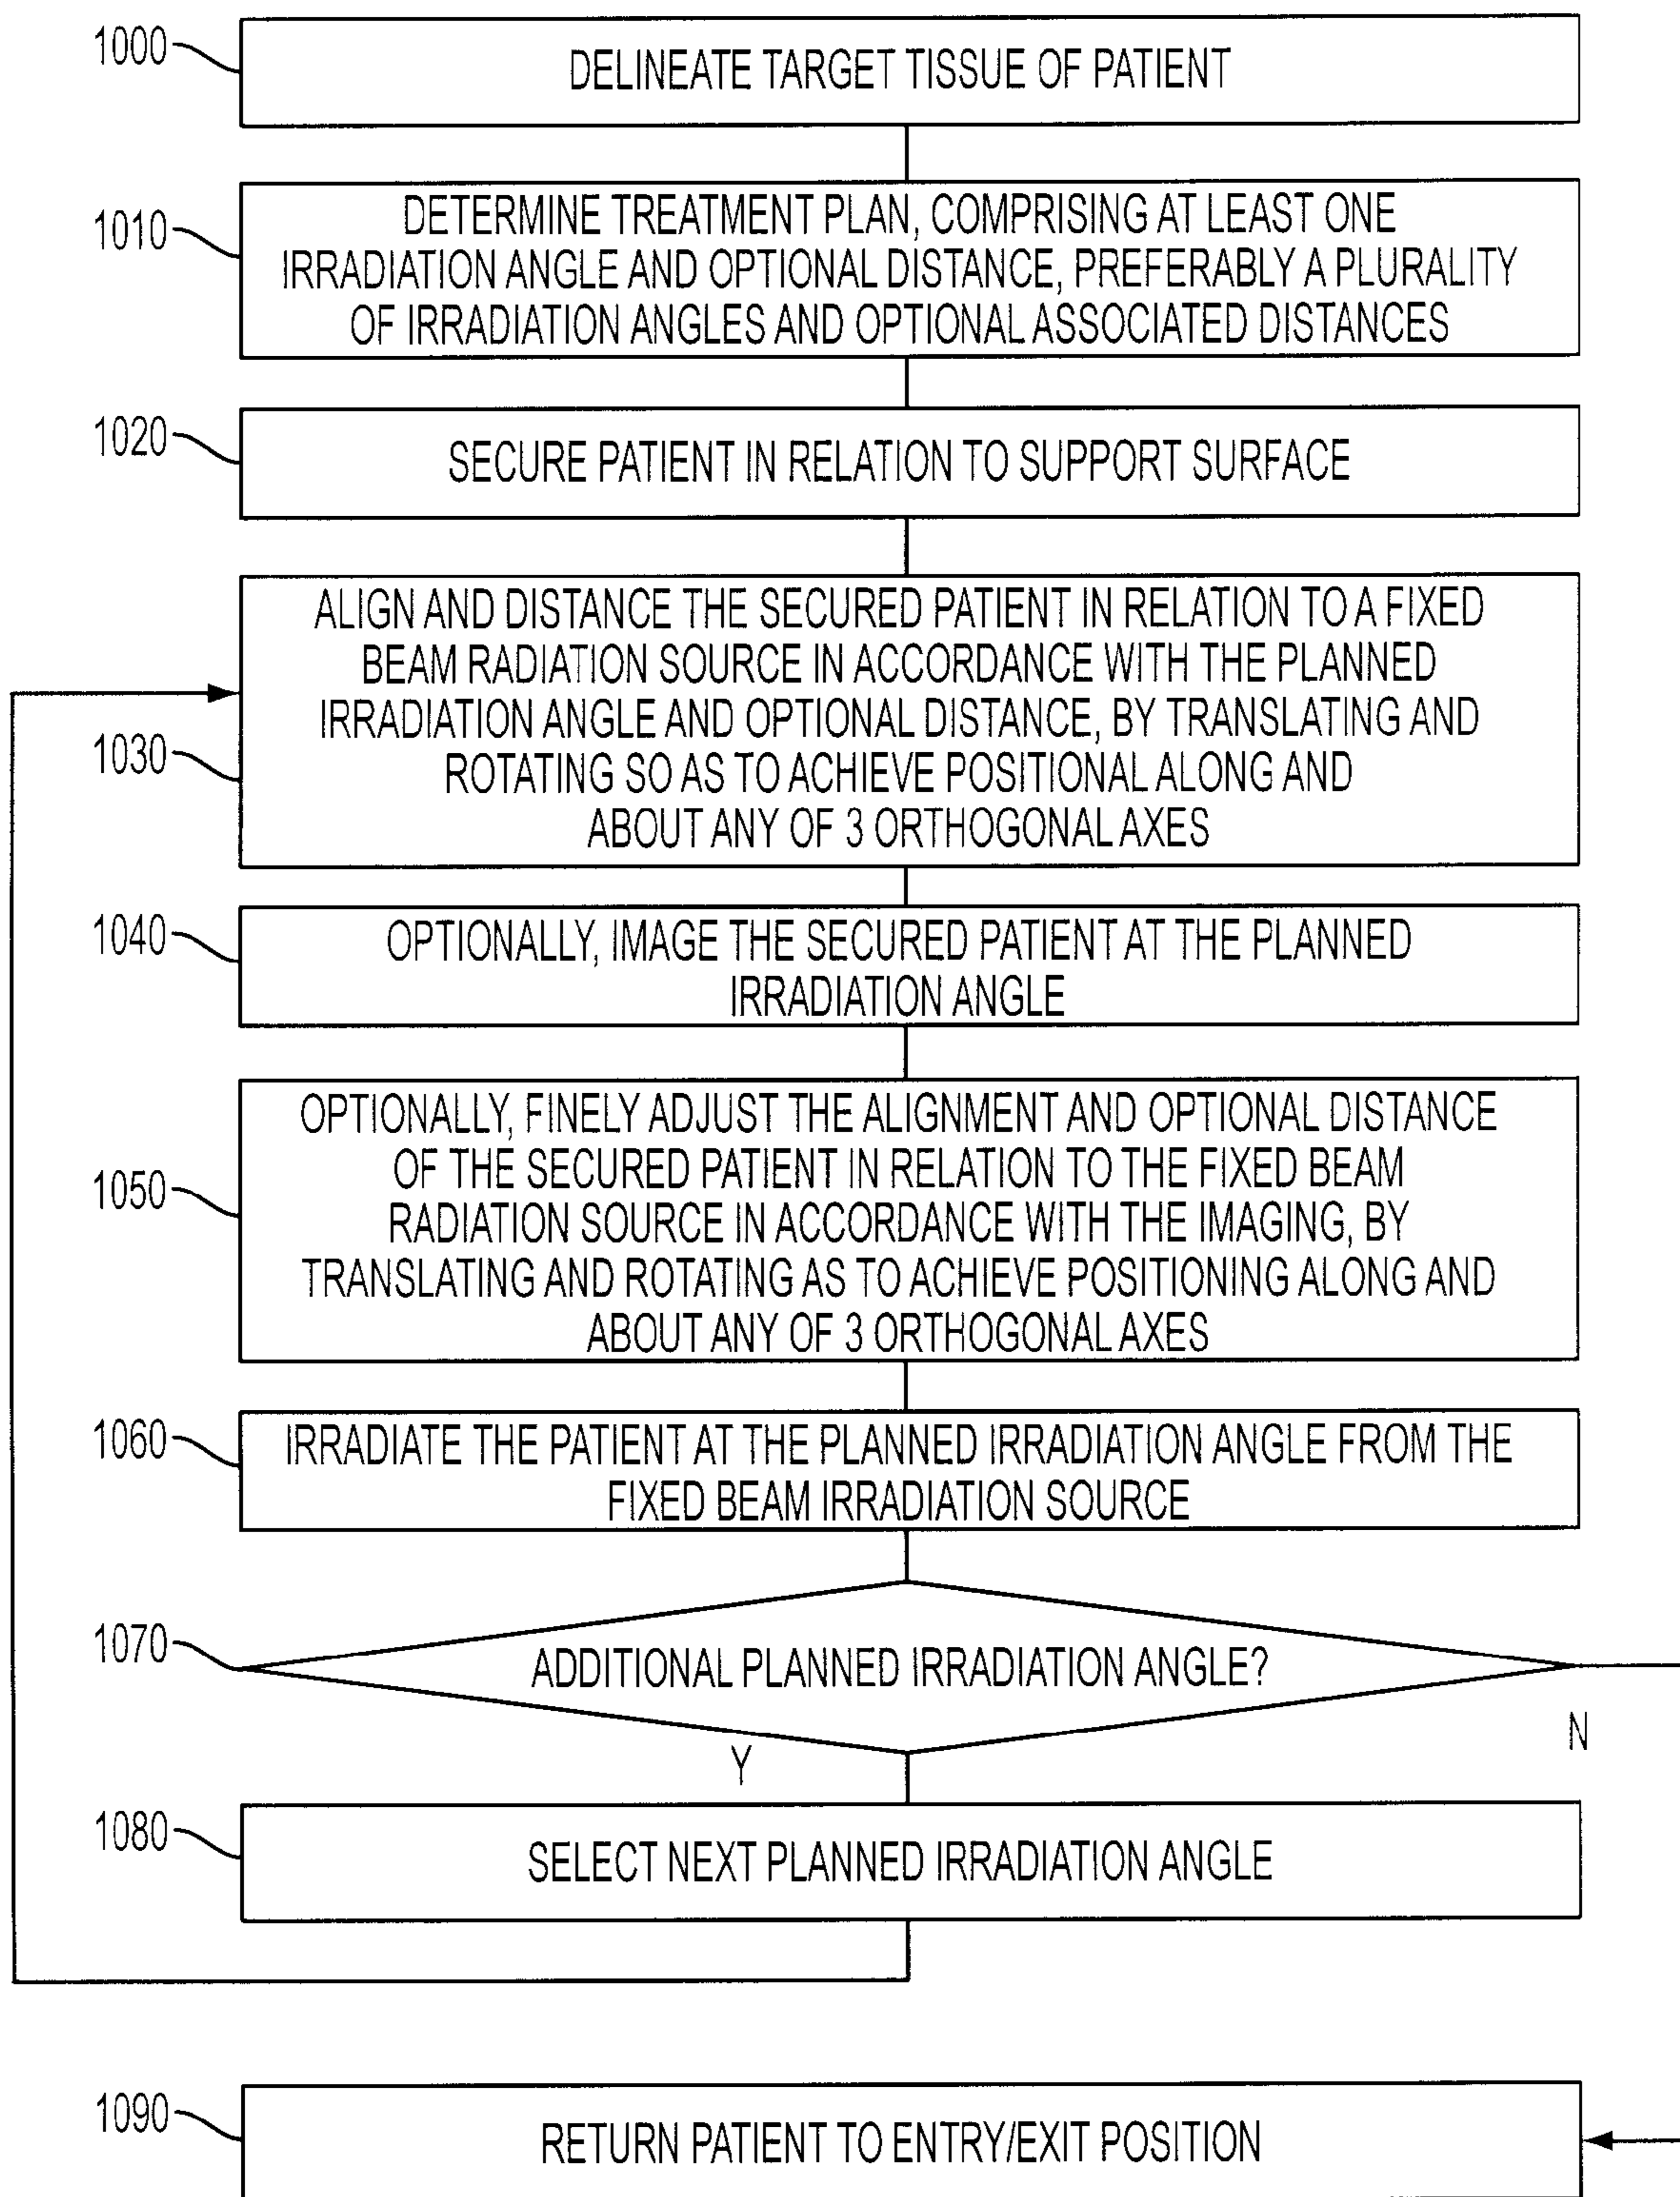 1000
DELINEATE TARGET TISSUE OF PATIENT
1010
DETERMINE TREATMENT PLAN, COMPRISING AT LEAST ONE
IRRADIATION ANGLE AND OPTIONAL DISTANCE, PREFERABLY A PLURALITY
OF IRRADIATION ANGLES AND OPTIONAL ASSOCIATED DISTANCES
1020
SECURE PATIENT IN RELATION TO SUPPORT SURFACE
1030
ALIGN AND DISTANCE THE SECURED PATIENT IN RELATION TO A FIXED
BEAM RADIATION SOURCE IN ACCORDANCE WITH THE PLANNED
IRRADIATION ANGLE AND OPTIONAL DISTANCE, BY TRANSLATING AND
ROTATING SO AS TO ACHIEVE POSITIONAL ALONG AND
ABOUT ANY OF 3 ORTHOGONAL AXES
1040
OPTIONALLY, IMAGE THE SECURED PATIENT AT THE PLANNED
IRRADIATION ANGLE
1050
OPTIONALLY, FINELY ADJUST THE ALIGNMENT AND OPTIONAL DISTANCE
OF THE SECURED PATIENT IN RELATION TO THE FIXED BEAM
RADIATION SOURCE IN ACCORDANCE WITH THE IMAGING, BY
TRANSLATING AND ROTATING AS TO ACHIEVE POSITIONING ALONG AND
ABOUT ANY OF 3 ORTHOGONAL AXES
1060
IRRADIATE THE PATIENT AT THE PLANNED IRRADIATION ANGLE FROM THE
FIXED BEAM IRRADIATION SOURCE
1070
ADDITIONAL PLANNED IRRADIATION ANGLE?
N
Y
1080
SELECT NEXT PLANNED IRRADIATION ANGLE
1090
RETURN PATIENT TO ENTRY/EXIT POSITION